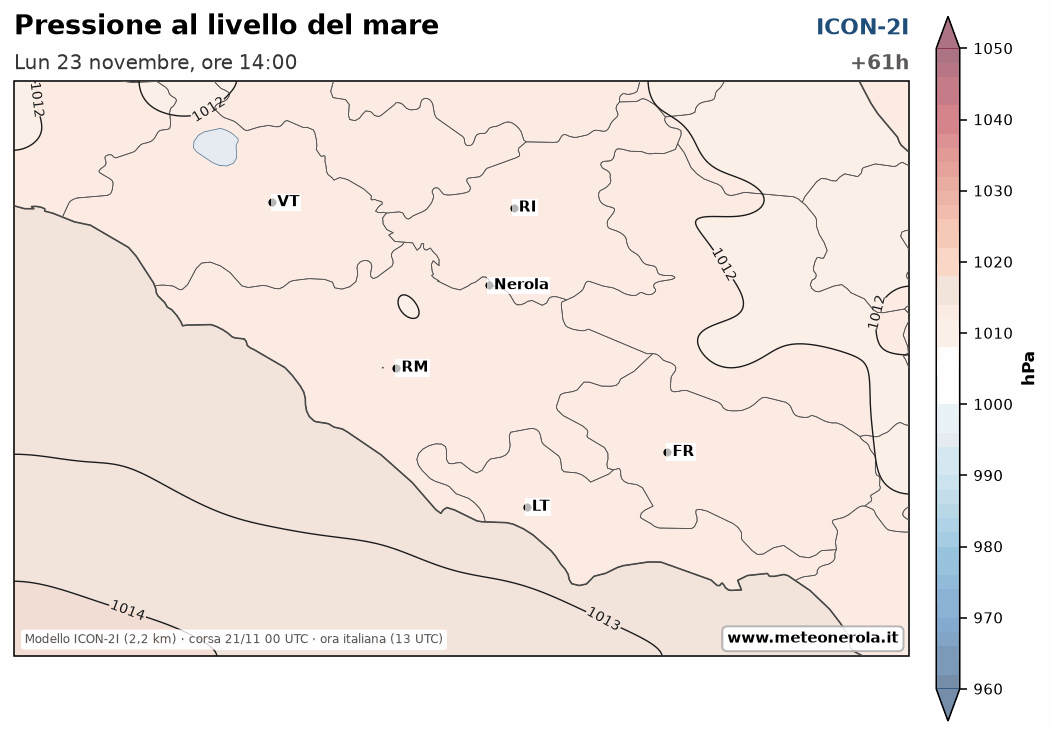 Pressione al livello del mare
ICON-2I
Lun 23 novembre, ore 14:00
+61h
1012
1012
VT
RI
1012
Nerola
1012
RM
FR
LT
1014
1013
Modello ICON-2I (2,2 km) · corsa 21/11 00 UTC · ora italiana (13 UTC)
www.meteonerola.it
1050
1040
1030
1020
1010
1000
990
980
970
960
hPa